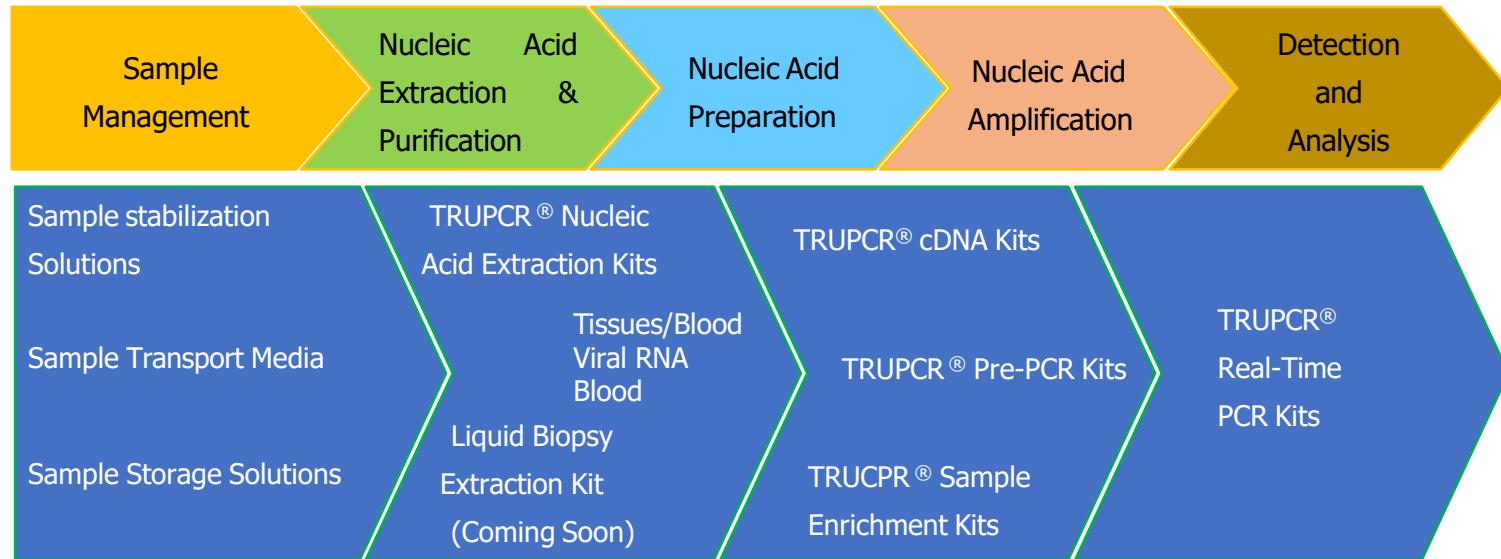 Sample
Management
Nucleic Acid
Extraction &
Purification
Nucleic Acid
Preparation
Nucleic Acid
Amplification
Detection
and
Analysis
Sample stabilization
Solutions
Sample Transport Media
Sample Storage Solutions
TRUPCR ® Nucleic
Acid Extraction Kits
Tissues/Blood
Viral RNA
Blood
Liquid Biopsy
Extraction Kit
(Coming Soon)
TRUPCR® cDNA Kits
TRUPCR ® Pre-PCR Kits
TRUCPR ® Sample
Enrichment Kits
TRUPCR®
Real-Time
PCR Kits